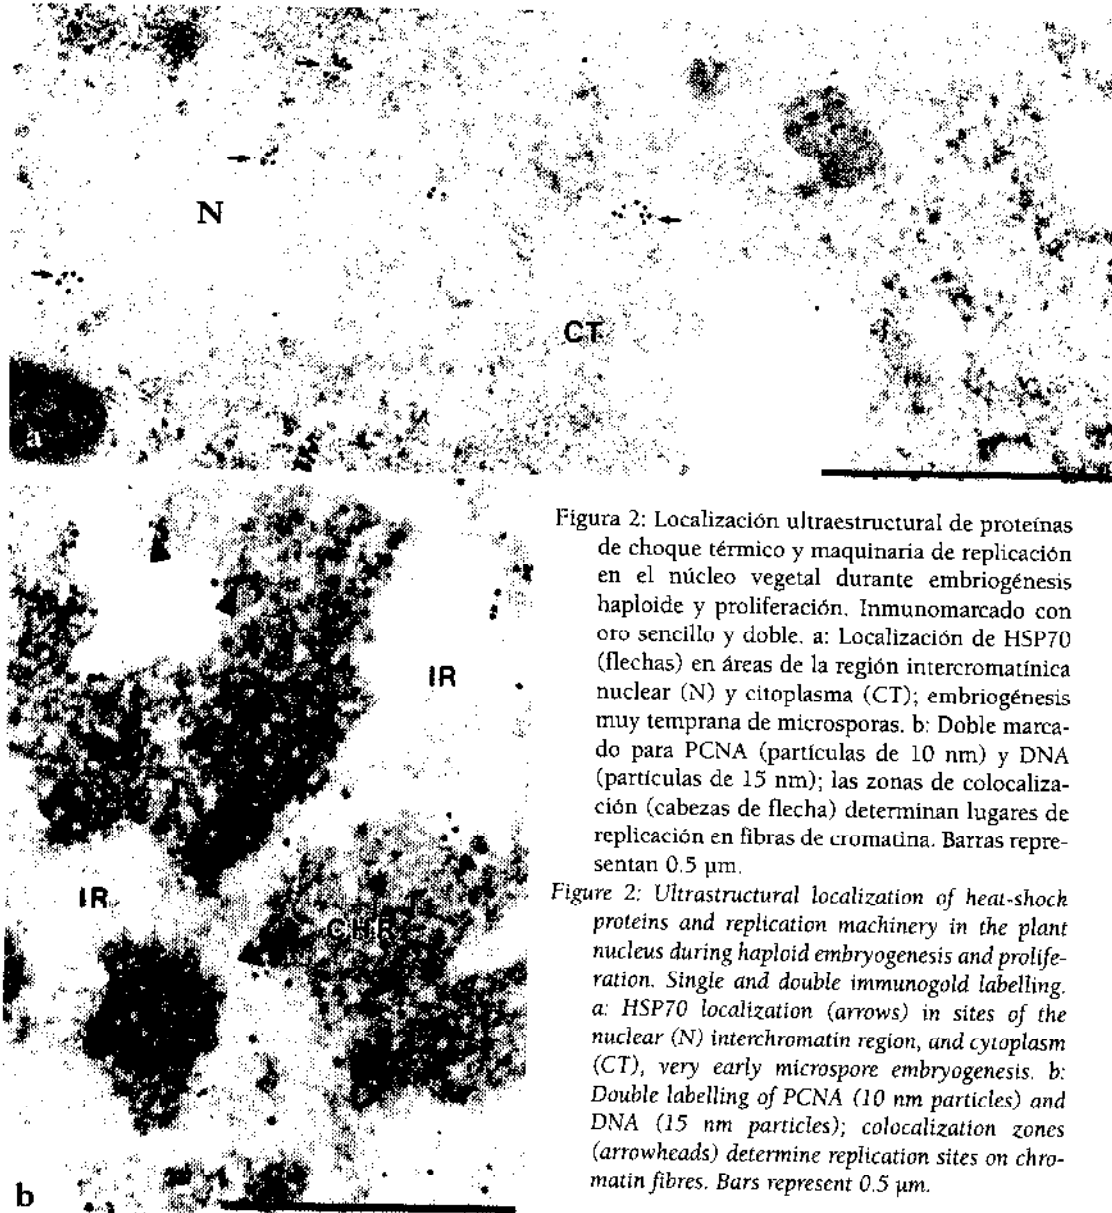 N
CT
a
Figura 2: Localización ultraestructural de proteínas
de choque térmico y maquinaria de replicación
en el núcleo vegetal durante embriogénesis
haploide y proliferación. Inmunomarcado con
oro sencillo y doble. a: Localización de HSP70
(flechas) en áreas de la región intercromatínica
nuclear (N) y citoplasma (CT); embriogénesis
muy temprana de microsporas. b: Doble marca-
do para PCNA (partículas de 10 nm) y DNA
(partículas de 15 nm); las zonas de colocaliza-
ción (cabezas de flecha) determinan lugares de
replicación en fibras de cromatina. Barras repre-
sentan 0.5 µm.
Figure 2: Ultrastructural localization of heat-shock
proteins and replication machinery in the plant
nucleus during haploid embryogenesis and prolife-
ration. Single and double immunogold labelling.
a: HSP70 localization (arrows) in sites of the
nuclear (N) interchromatin region, and cytoplasm
(CT), very early microspore embryogenesis. b:
Double labelling of PCNA (10 nm particles) and
DNA (15 nm particles); colocalization zones
(arrowheads) determine replication sites on chro-
matin fibres. Bars represent 0.5 µm.
IR
IR
CHR
b